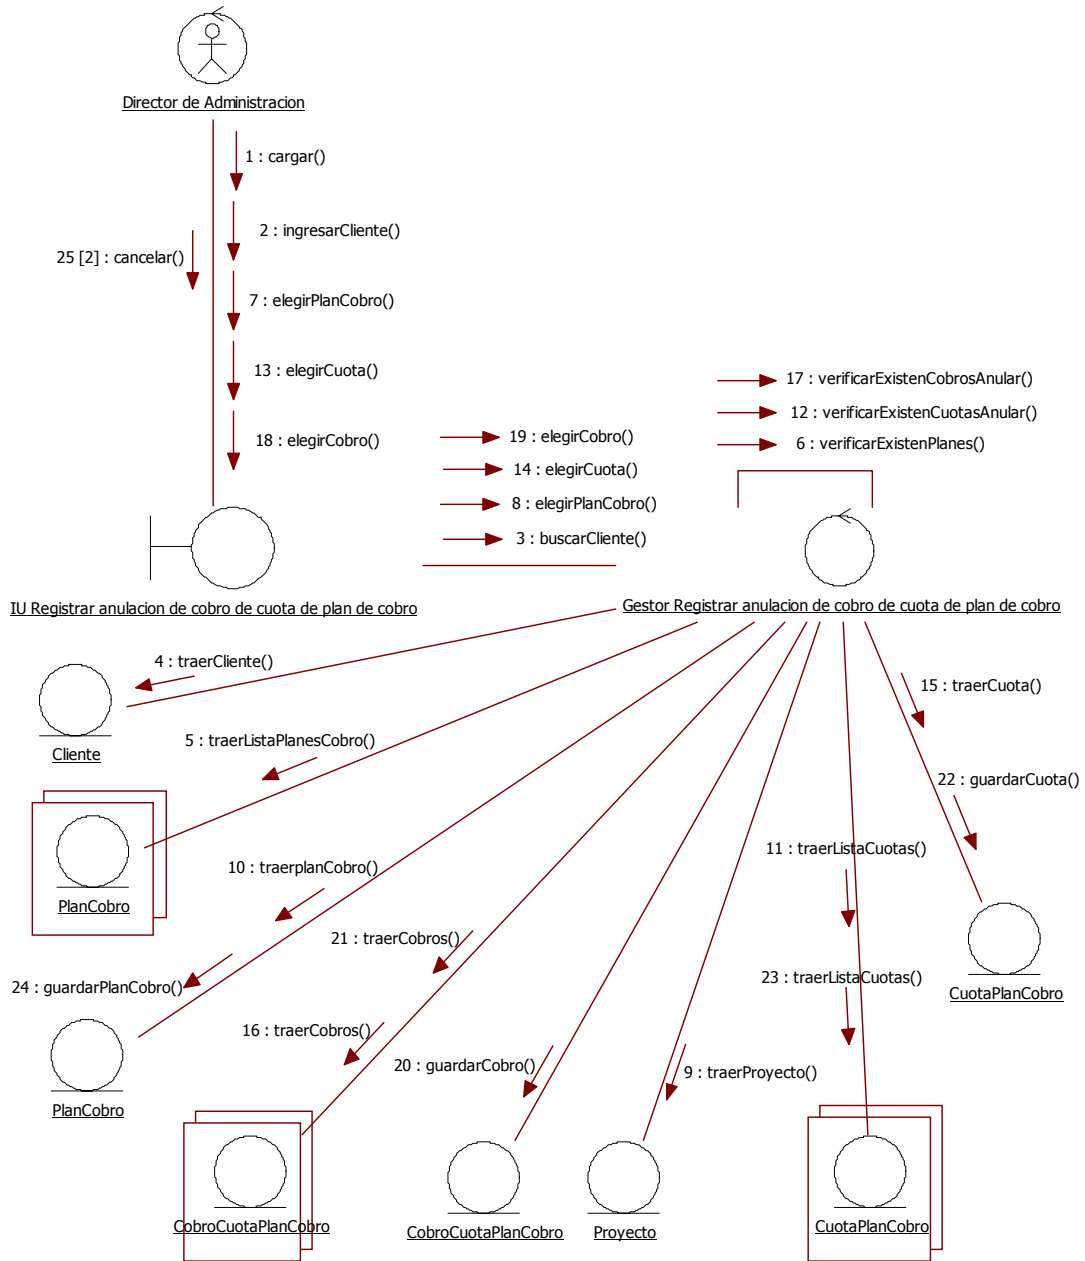 Director de Administracion
1 : cargar()
2 : ingresarCliente()
25 [2] : cancelar()
7 : elegirPlanCobro()
13 : elegirCuota()
18 : elegirCobro()
17 : verificarExistenCobrosAnular()
12 : verificarExistenCuotasAnular()
6 : verificarExistenPlanes()
19 : elegirCobro()
14 : elegirCuota()
8 : elegirPlanCobro()
3 : buscarCliente()
IU Registrar anulacion de cobro de cuota de plan de cobro
Gestor Registrar anulacion de cobro de cuota de plan de cobro
4 : traerCliente()
Cliente
15 : traerCuota()
5 : traerListaPlanesCobro()
22 : guardarCuota()
PlanCobro
11 : traerListaCuotas()
10 : traerplanCobro()
21 : traerCobros()
23 : traerListaCuotas()
24 : guardarPlanCobro()
CuotaPlanCobro
16 : traerCobros()
20 : guardarCobro()
9 : traerProyecto()
PlanCobro
CobroCuotaPlanCobro
CobroCuotaPlanCobro
Proyecto
CuotaPlanCobro